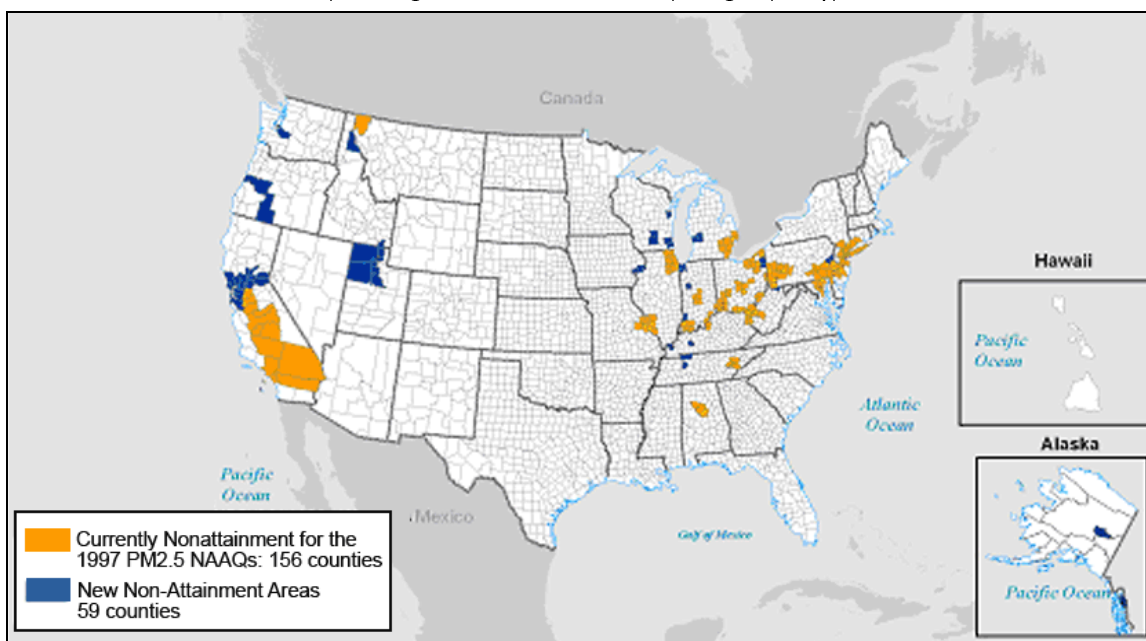 Canada
Hawaii
Pacific
Ocean
Atlantic
Ocean
Alaska
Pacific
Ocean
Mexico
Gulf of Mexico
Pacific Ocean
Currently Nonattainment for the
1997 PM2.5 NAAQs: 156 counties
New Non-Attainment Areas
59 counties